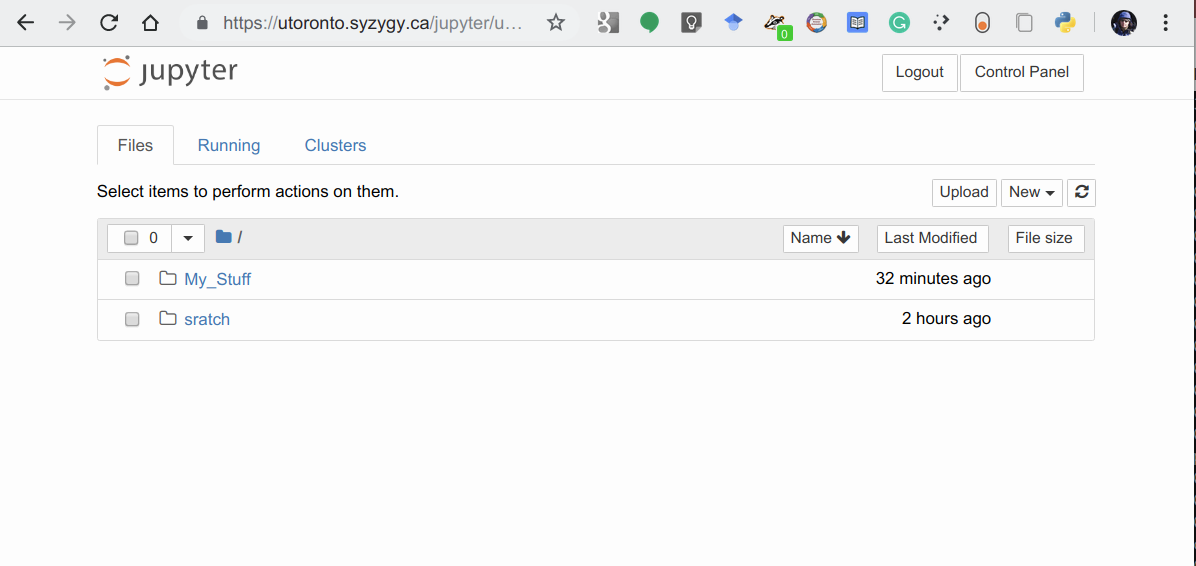 https://utoronto.syzygy.ca/jupyter/u…
0
jupyter
Logout
Control Panel
Files
Running
Clusters
Select items to perform actions on them.
Upload
New
0
/
Name
Last Modified
File size
My_Stuff
32 minutes ago
sratch
2 hours ago